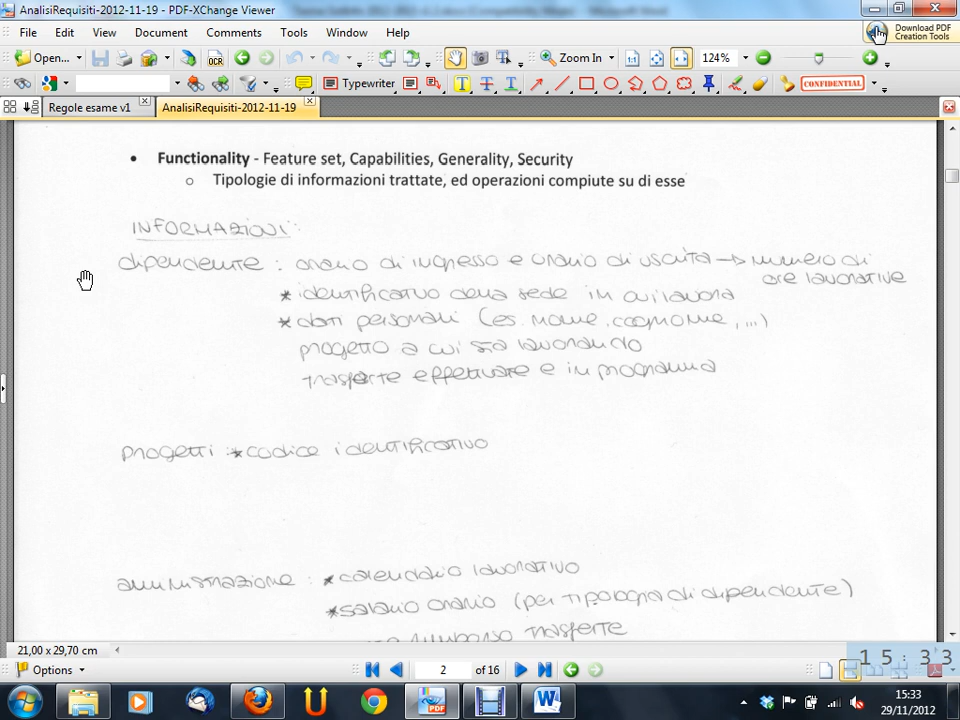 AnalisiRequisiti-2012-11-19 - PDF-XChange Viewer
File Edit View Document Comments Tools Window Help
Download PDF
Creation Tools
Open... OCR Zoom In 124%
Typewriter CONFIDENTIAL
Regole esame v1 AnalisiRequisiti-2012-11-19
• Functionality - Feature set, Capabilities, Generality, Security
o Tipologie di informazioni trattate, ed operazioni compiute su di esse
INFORMAZIONI:
dipendente : orario di ingresso e orario di uscita → numero di
ore lavorative
* identificativo della sede in cui lavora
* dati personali (es. nome, cognome, ...)
progetto a cui sta lavorando
trasferte effettuate e in programma
progetti : * codice identificativo
amministrazione : * calendario lavorativo
* salario orario (per tipologia di dipendente)
rimborso trasferte
21,00 x 29,70 cm
15:33
Options 2 of 16
15:33
29/11/2012